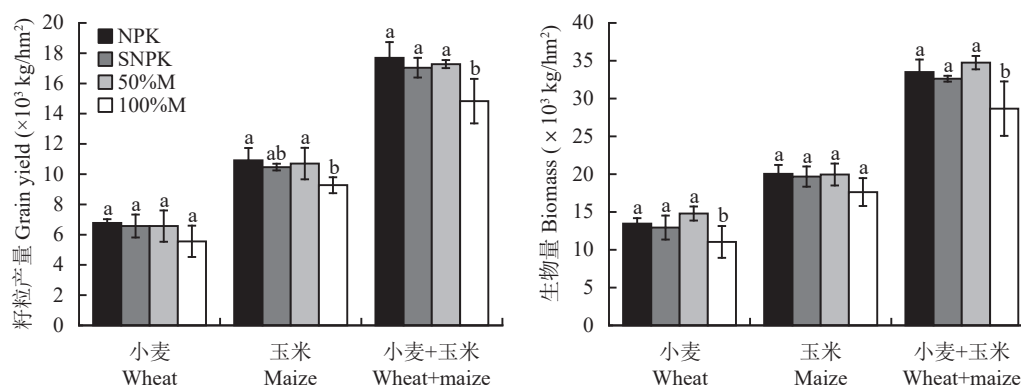 籽粒产量 Grain yield (×10³ kg/hm²)
20
18
16
14
12
10
8
6
4
2
0
NPK
SNPK
50%M
100%M
a a a a
a ab a b
a a a b
小麦
Wheat
玉米
Maize
小麦+玉米
Wheat+maize
生物量 Biomass (×10³ kg/hm²)
40
35
30
25
20
15
10
5
0
a a a b
a a a a
a a a b
小麦
Wheat
玉米
Maize
小麦+玉米
Wheat+maize